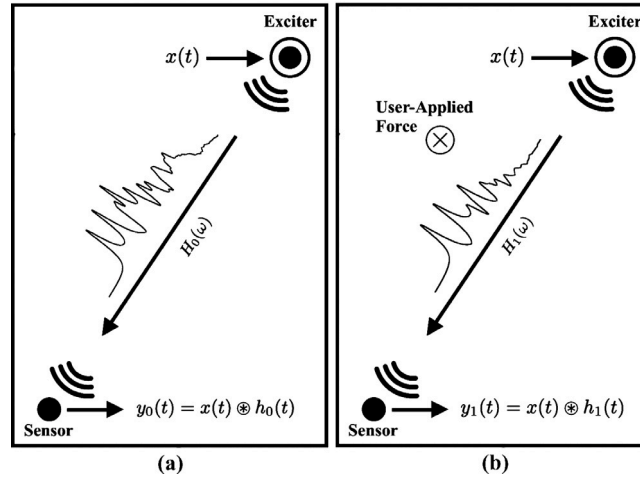 Exciter
x(t)
H₀(ω)
y₀(t) = x(t) ⊛ h₀(t)
Sensor
(a)
Exciter
x(t)
User-Applied
Force
H₁(ω)
y₁(t) = x(t) ⊛ h₁(t)
Sensor
(b)